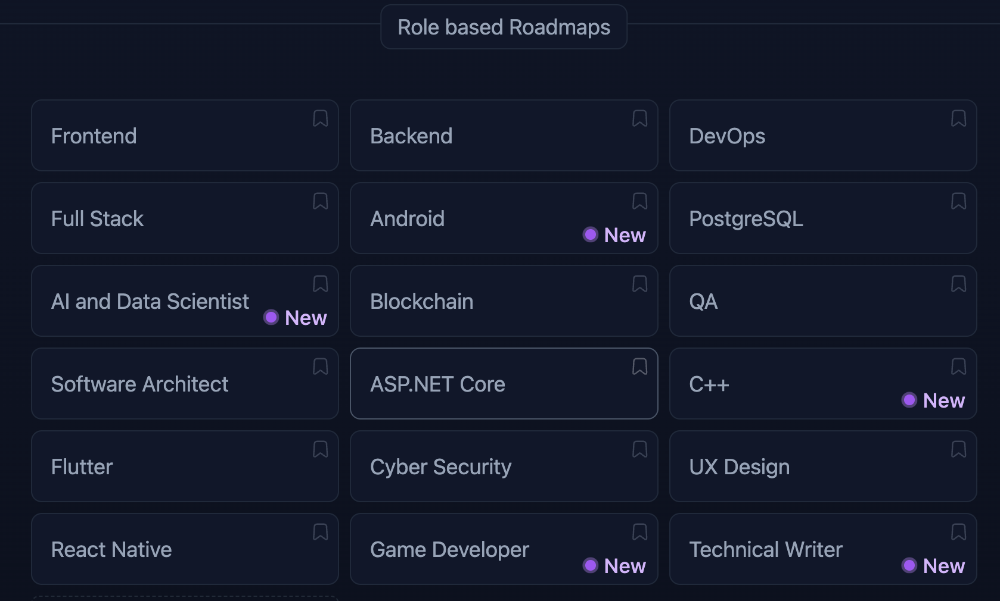 Role based Roadmaps
Frontend
Backend
DevOps
Full Stack
Android
New
PostgreSQL
AI and Data Scientist
New
Blockchain
QA
Software Architect
ASP.NET Core
C++
New
Flutter
Cyber Security
UX Design
React Native
Game Developer
New
Technical Writer
New